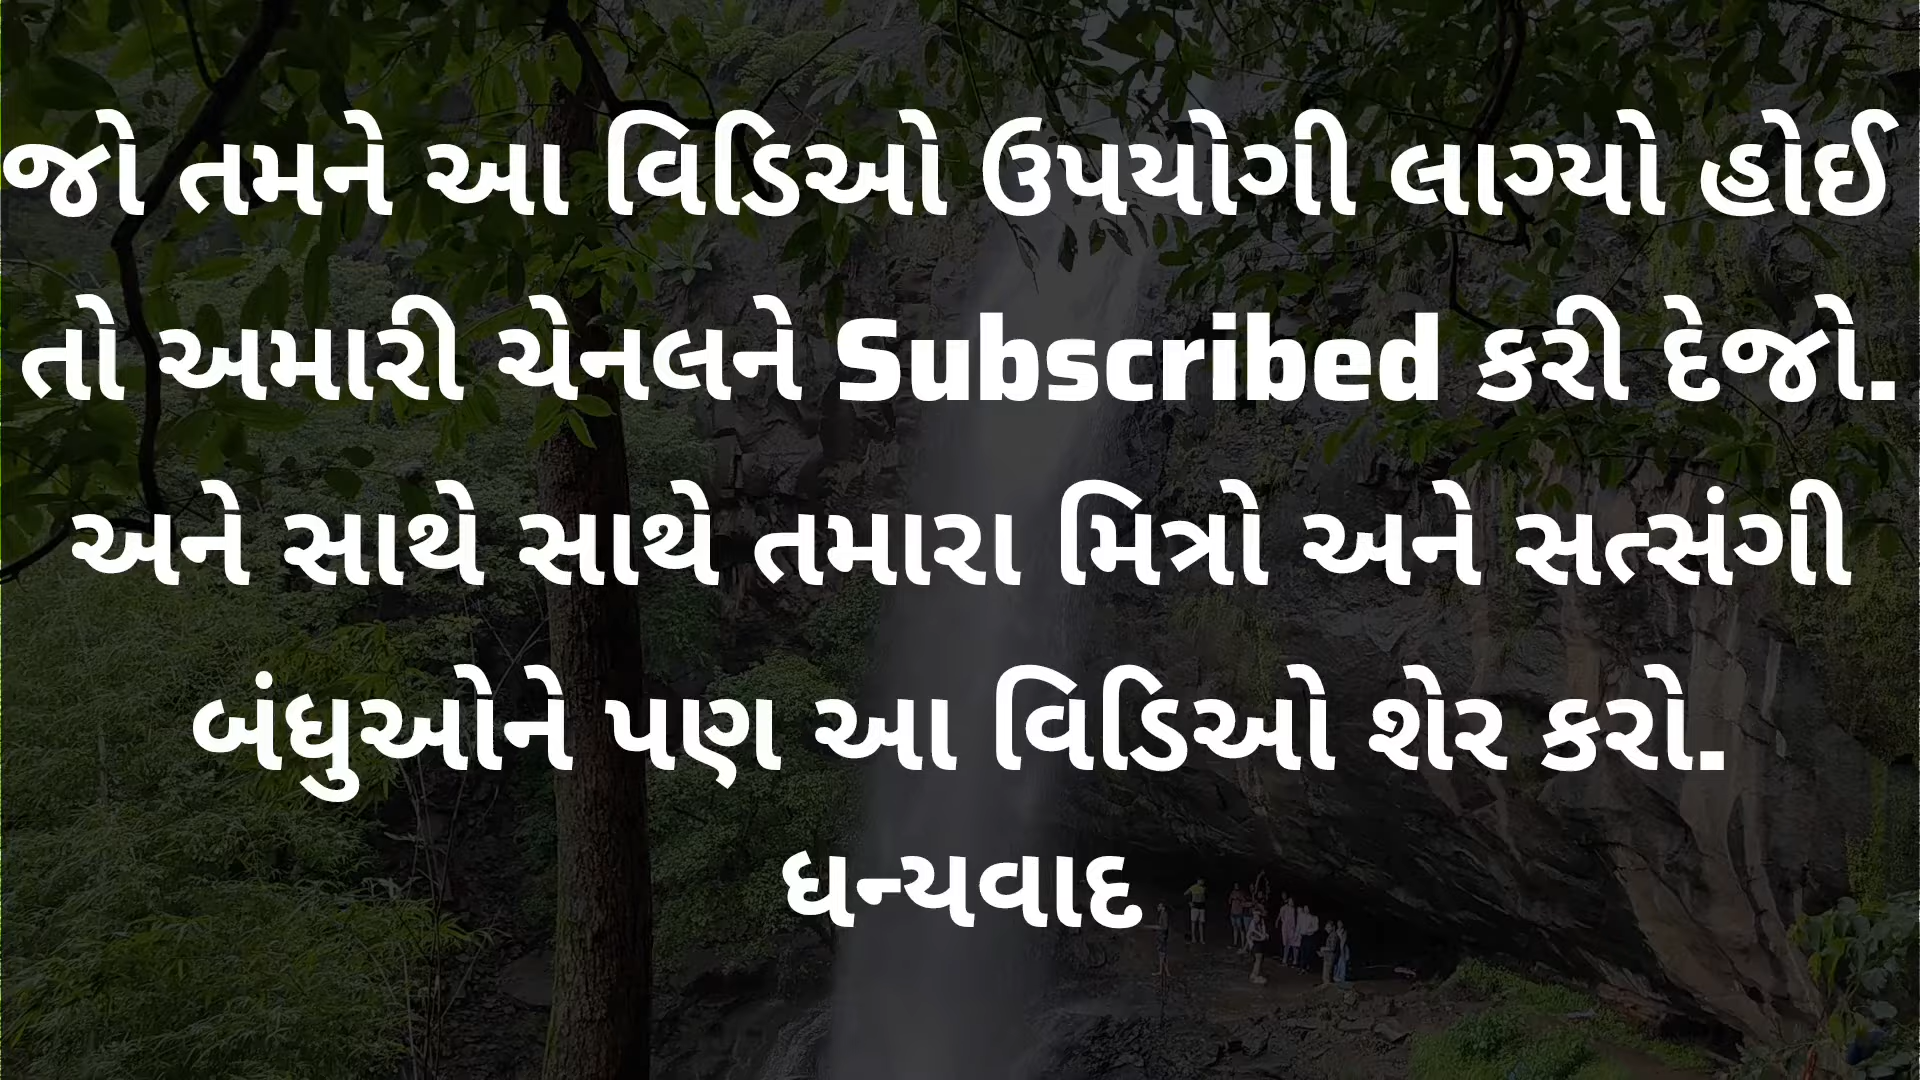 જો તમને આ વિડિઓ ઉપયોગી લાગ્યો હોઈ
તો અમારી ચેનલને Subscribed કરી દેજો.
અને સાથે સાથે તમારા મિત્રો અને સત્સંગી
બંધુઓને પણ આ વિડિઓ શેર કરો.
ધન્યવાદ